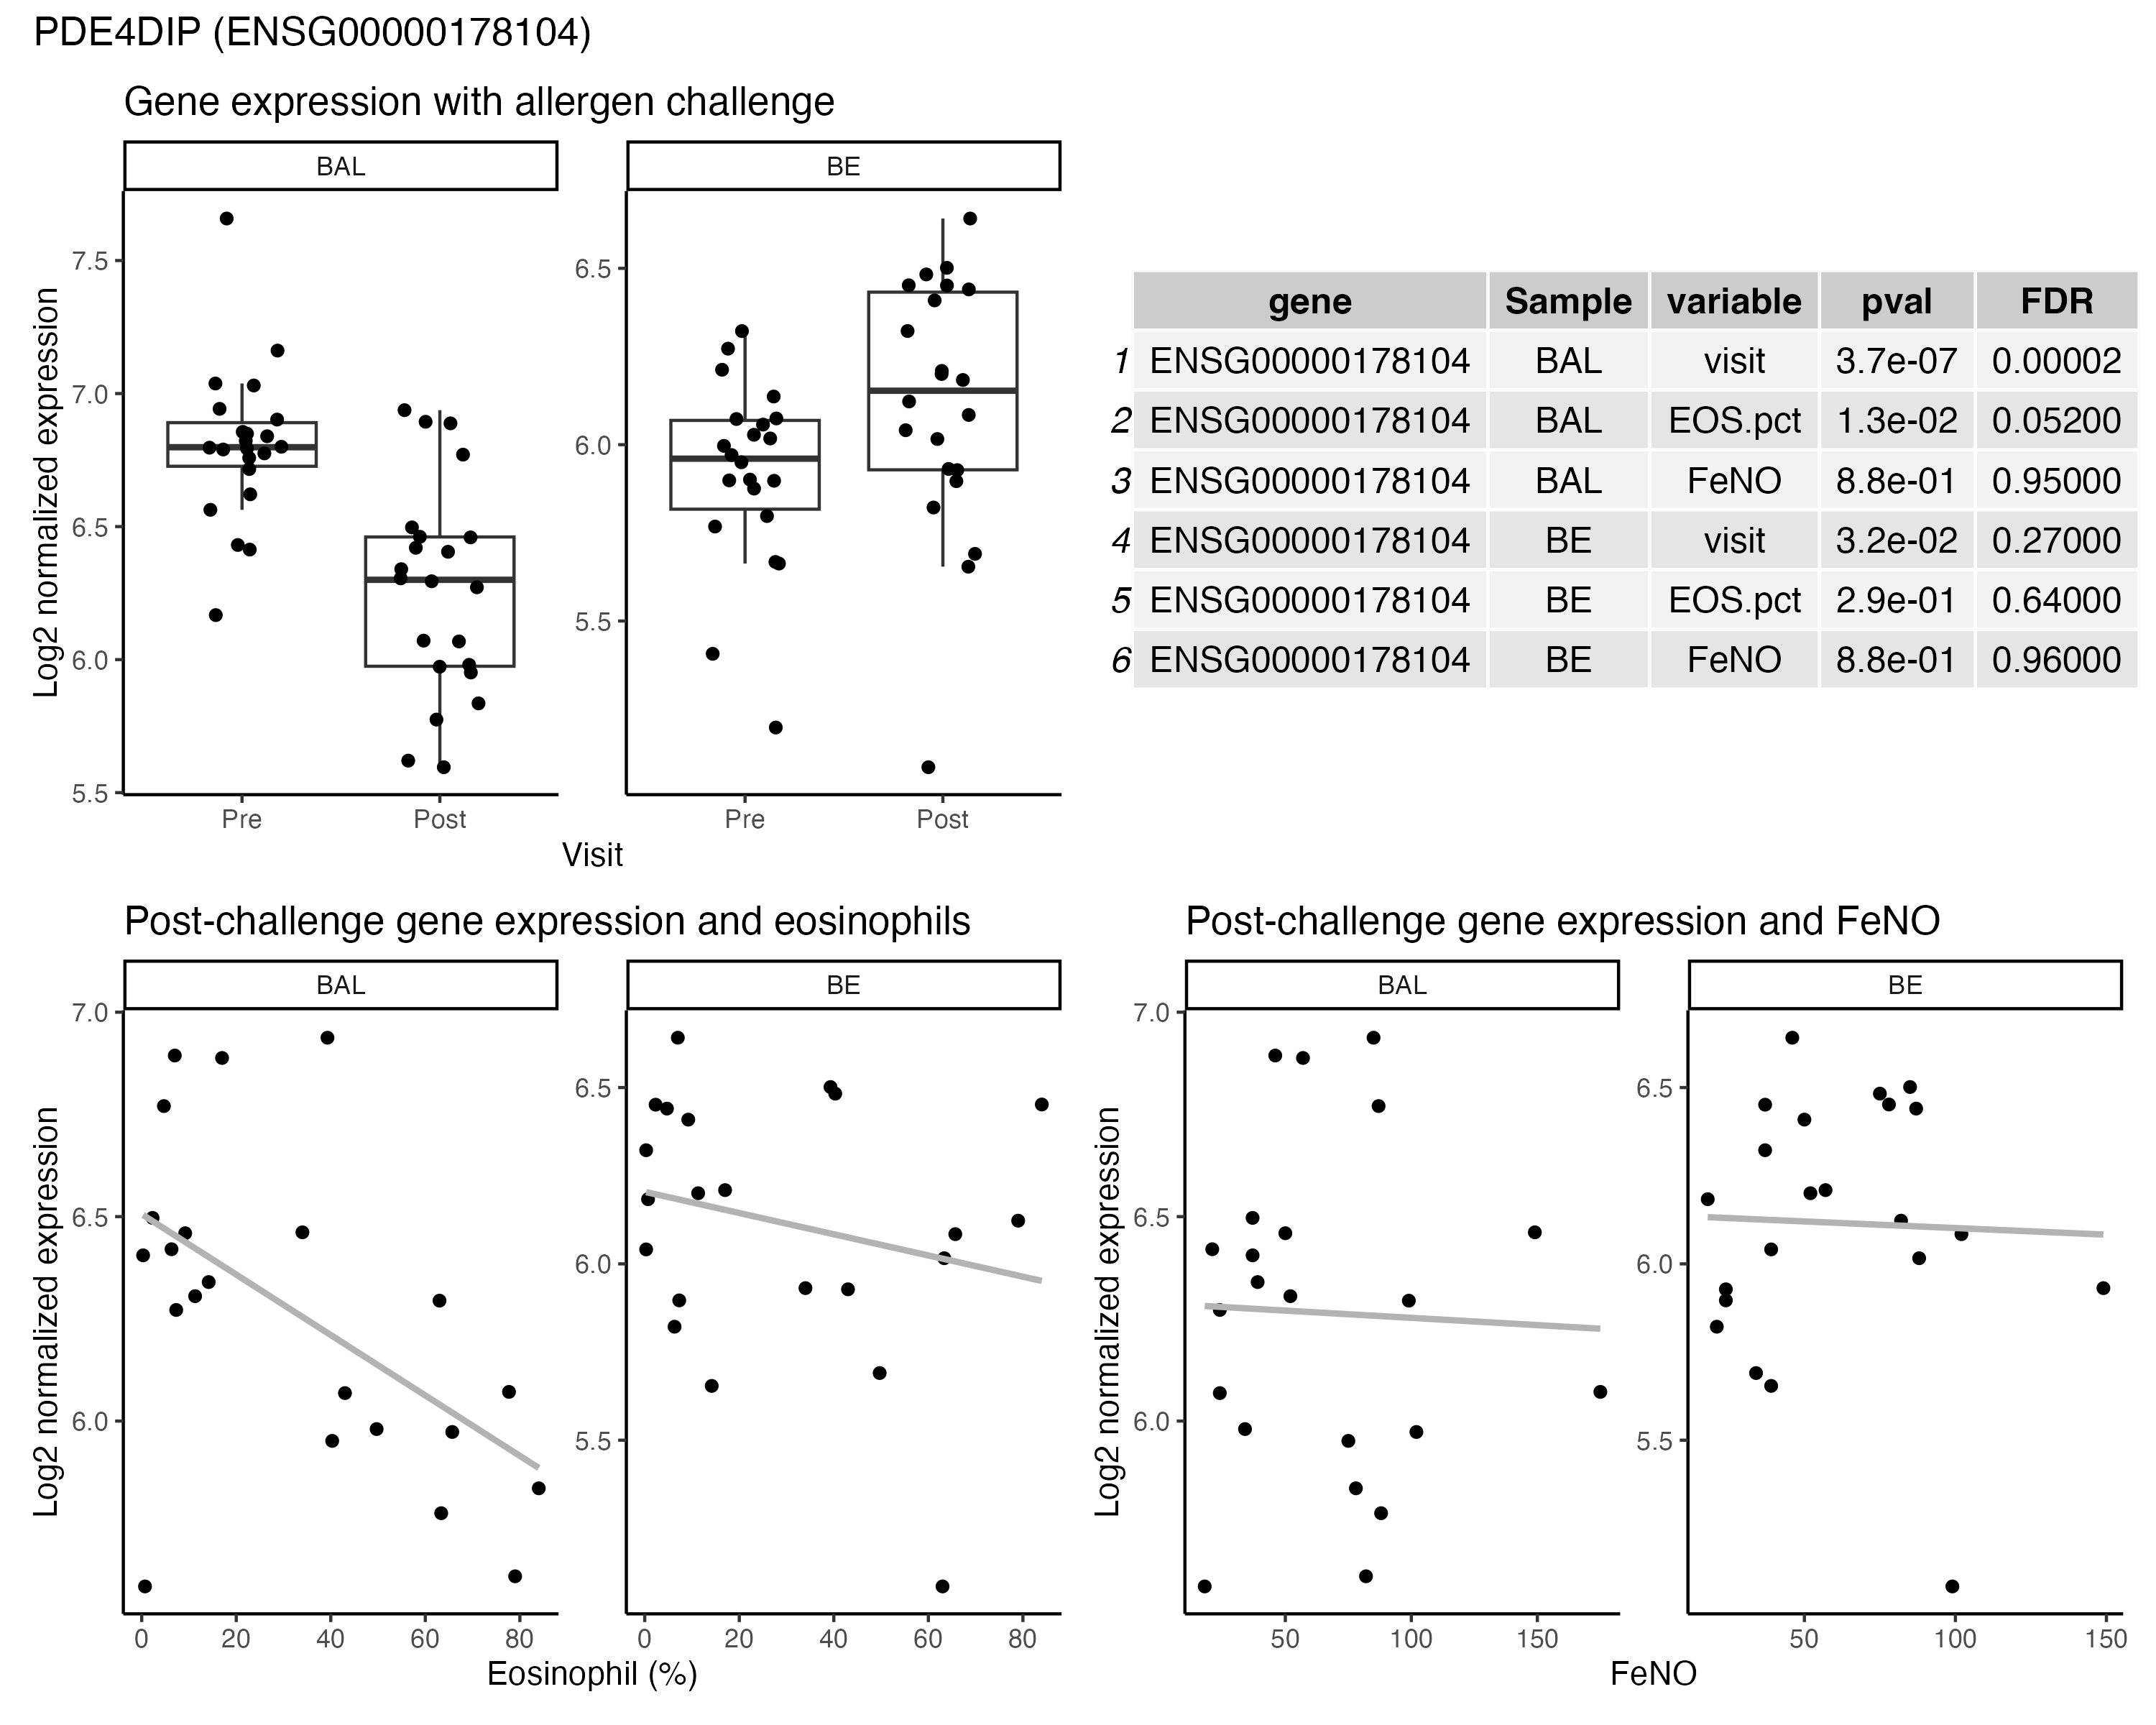 PDE4DIP (ENSG00000178104)
Gene expression with allergen challenge
BAL
BE
Log2 normalized expression
7.5
7.0
6.5
6.0
5.5
6.5
6.0
5.5
Pre
Post
Pre
Post
Visit
gene Sample variable pval FDR
1 ENSG00000178104 BAL visit 3.7e-07 0.00002
2 ENSG00000178104 BAL EOS.pct 1.3e-02 0.05200
3 ENSG00000178104 BAL FeNO 8.8e-01 0.95000
4 ENSG00000178104 BE visit 3.2e-02 0.27000
5 ENSG00000178104 BE EOS.pct 2.9e-01 0.64000
6 ENSG00000178104 BE FeNO 8.8e-01 0.96000
Post-challenge gene expression and eosinophils
BAL
BE
Log2 normalized expression
7.0
6.5
6.0
6.5
6.0
5.5
0 20 40 60 80
0 20 40 60 80
Eosinophil (%)
Post-challenge gene expression and FeNO
BAL
BE
Log2 normalized expression
7.0
6.5
6.0
6.5
6.0
5.5
50 100 150
50 100 150
FeNO